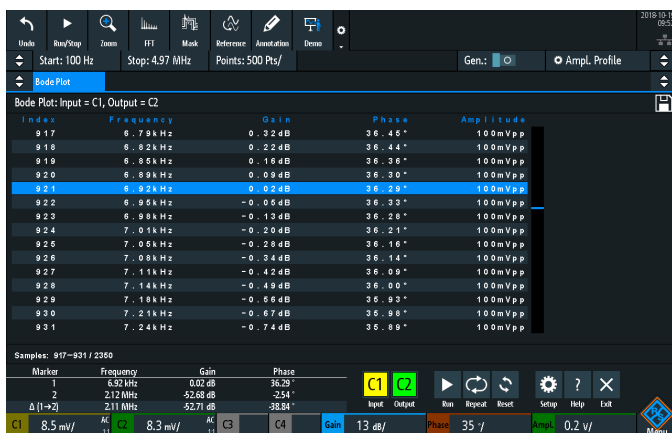 2018-10-1
09:5
Undo Run/Stop Zoom FFT Mask Reference Annotation Demo
Start: 100 Hz Stop: 4.97 MHz Points: 500 Pts/ Gen.: Ampl. Profile
Bode Plot
Bode Plot: Input = C1, Output = C2
Index Frequency Gain Phase Amplitude
917 6.79kHz 0.32dB 36.45° 100mVpp
918 6.82kHz 0.22dB 36.44° 100mVpp
919 6.85kHz 0.16dB 36.36° 100mVpp
920 6.89kHz 0.09dB 36.30° 100mVpp
921 6.92kHz 0.02dB 36.29° 100mVpp
922 6.95kHz -0.05dB 36.33° 100mVpp
923 6.98kHz -0.13dB 36.28° 100mVpp
924 7.01kHz -0.20dB 36.21° 100mVpp
925 7.05kHz -0.28dB 36.16° 100mVpp
926 7.08kHz -0.34dB 36.14° 100mVpp
927 7.11kHz -0.42dB 36.09° 100mVpp
928 7.14kHz -0.49dB 36.00° 100mVpp
929 7.18kHz -0.56dB 35.93° 100mVpp
930 7.21kHz -0.67dB 35.98° 100mVpp
931 7.24kHz -0.74dB 35.89° 100mVpp
Samples: 917-931 / 2350
Marker Frequency Gain Phase
1 6.92 kHz 0.02 dB 36.29 °
2 2.12 MHz -52.68 dB -2.54 °
Δ (1→2) 2.11 MHz -52.71 dB -38.84 °
C1 C2
Input Output Run Repeat Reset Setup Help Exit
C1 8.5 mV/ AC 1:1 C2 8.3 mV/ AC 1:1 C3 C4 Gain 13 dB/ Phase 35 °/ Ampl. 0.2 V/ Menu